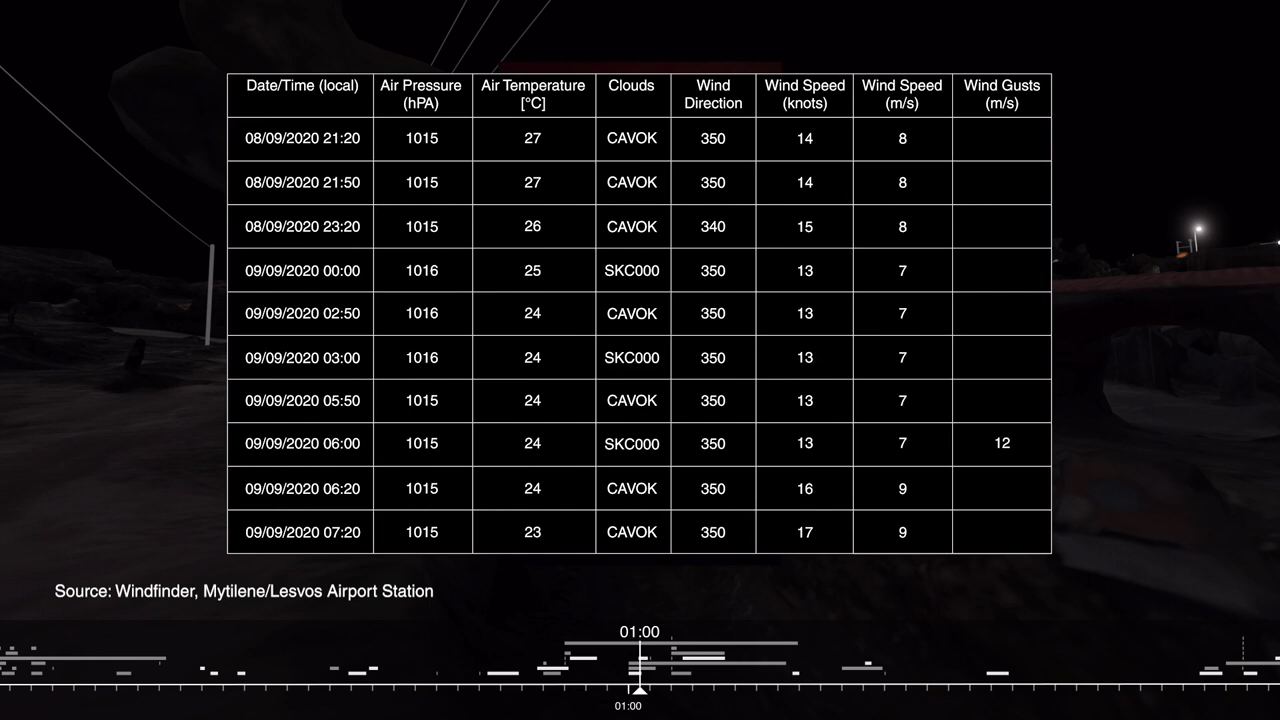 Date/Time (local) Air Pressure (hPA) Air Temperature [°C] Clouds Wind Direction Wind Speed (knots) Wind Speed (m/s) Wind Gusts (m/s)
08/09/2020 21:20 1015 27 CAVOK 350 14 8
08/09/2020 21:50 1015 27 CAVOK 350 14 8
08/09/2020 23:20 1015 26 CAVOK 340 15 8
09/09/2020 00:00 1016 25 SKC000 350 13 7
09/09/2020 02:50 1016 24 CAVOK 350 13 7
09/09/2020 03:00 1016 24 SKC000 350 13 7
09/09/2020 05:50 1015 24 CAVOK 350 13 7
09/09/2020 06:00 1015 24 SKC000 350 13 7 12
09/09/2020 06:20 1015 24 CAVOK 350 16 9
09/09/2020 07:20 1015 23 CAVOK 350 17 9
Source: Windfinder, Mytilene/Lesvos Airport Station
01:00
01:00